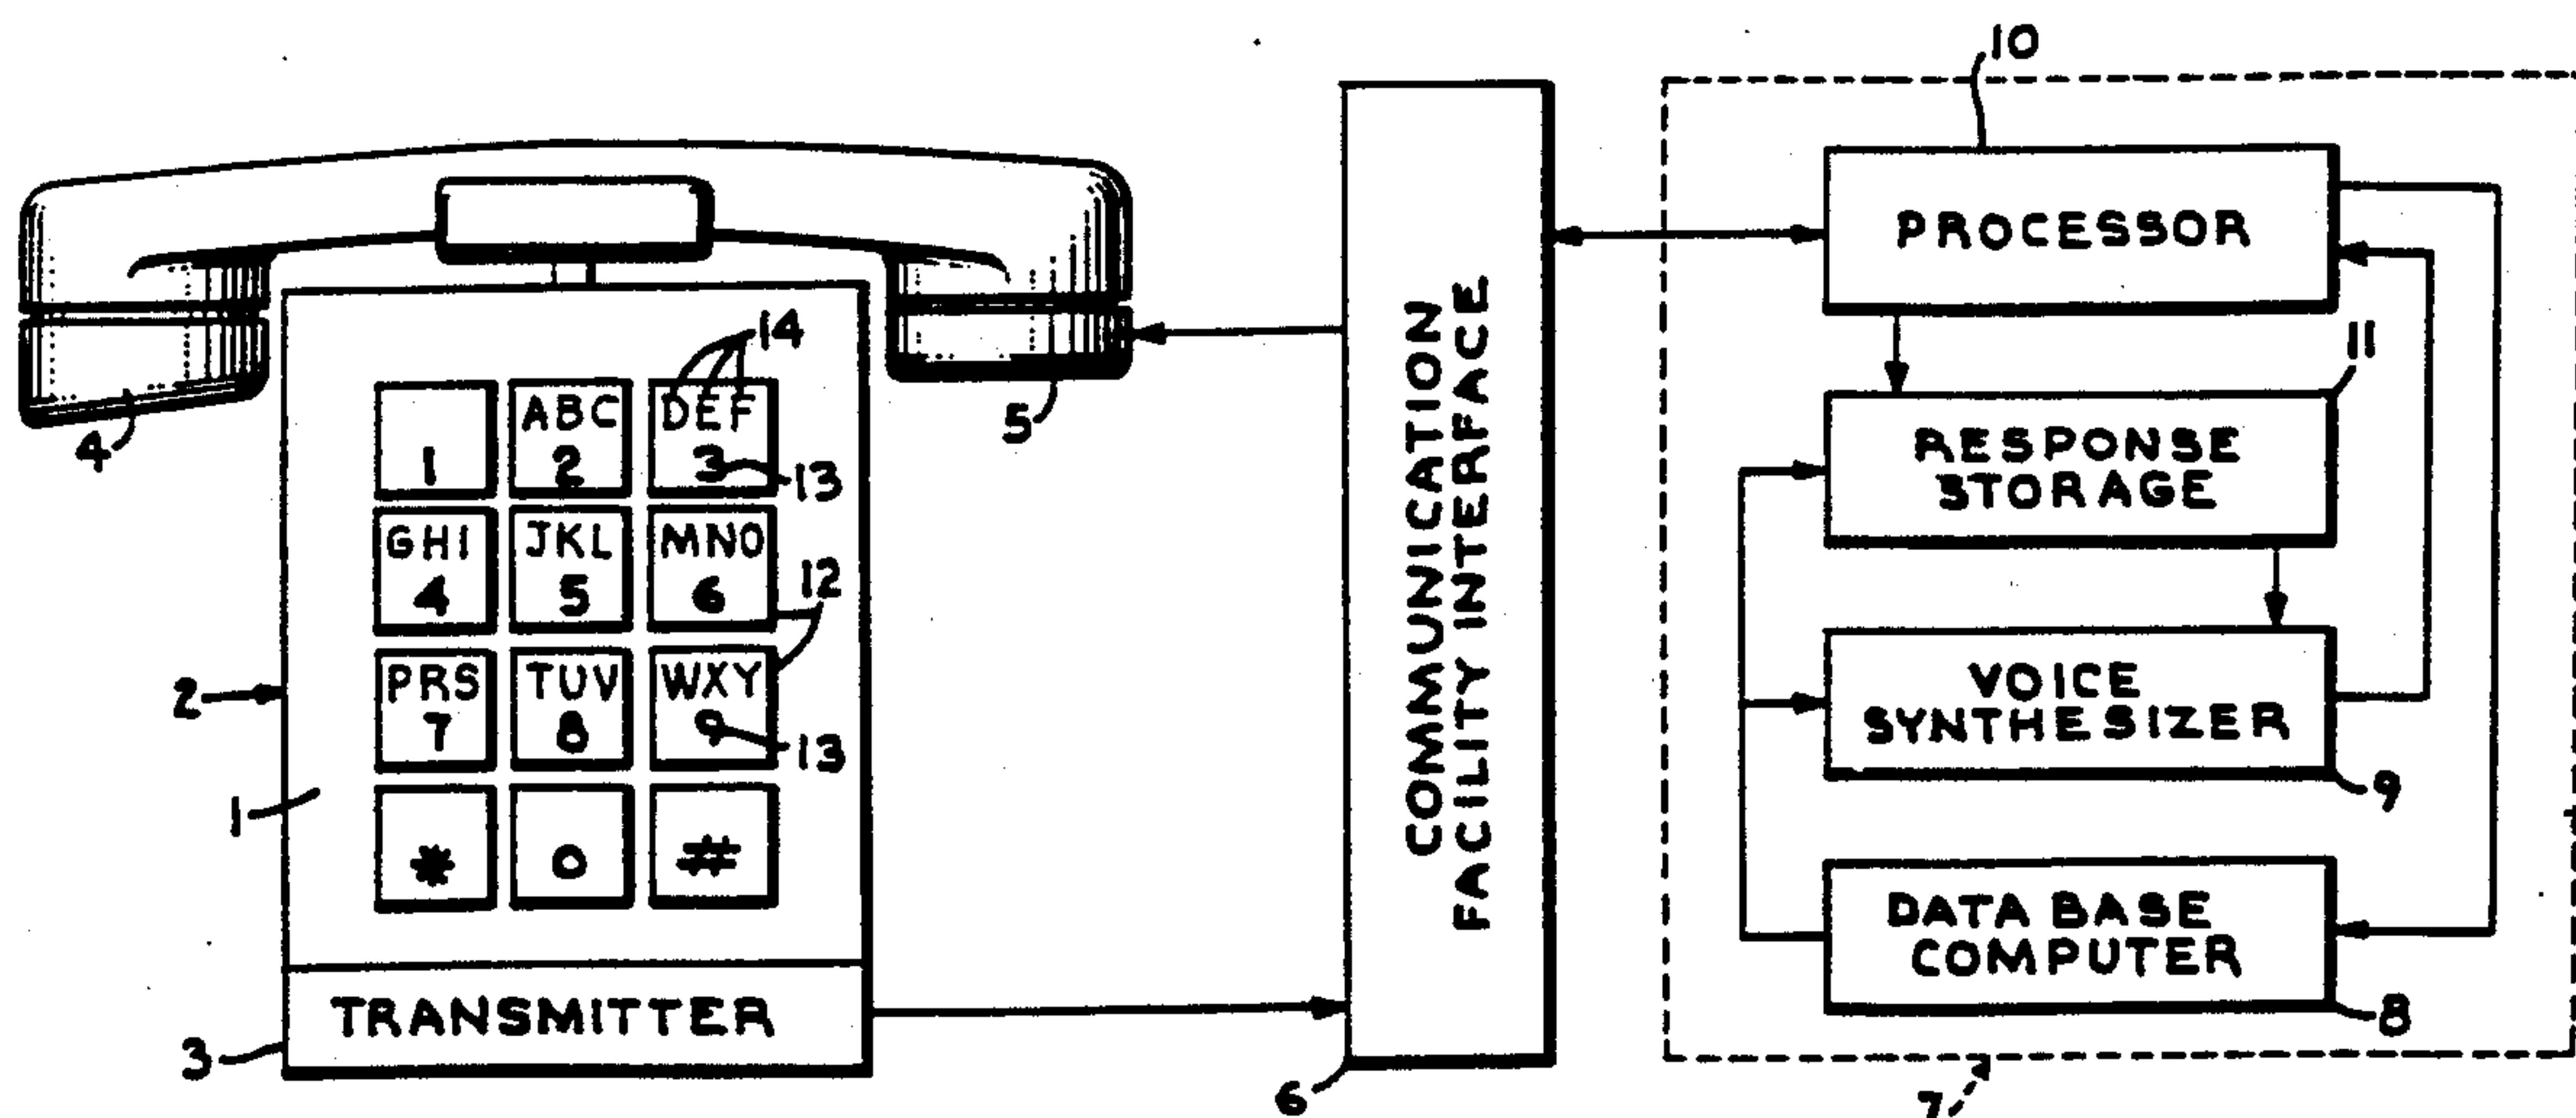 10
PROCESSOR
11
14
DEF
ABC
1
2
3
13
5
4
RESPONSE
STORAGE
GHI
JKL
MNO
4
5
6
12
COMMUNICATION
FACILITY INTERFACE
VOICE
SYNTHESIZER
9
2
PRS
TUV
WXY
7
8
9
13
1
*
0
#
DATA BASE
COMPUTER
8
TRANSMITTER
3
6
7